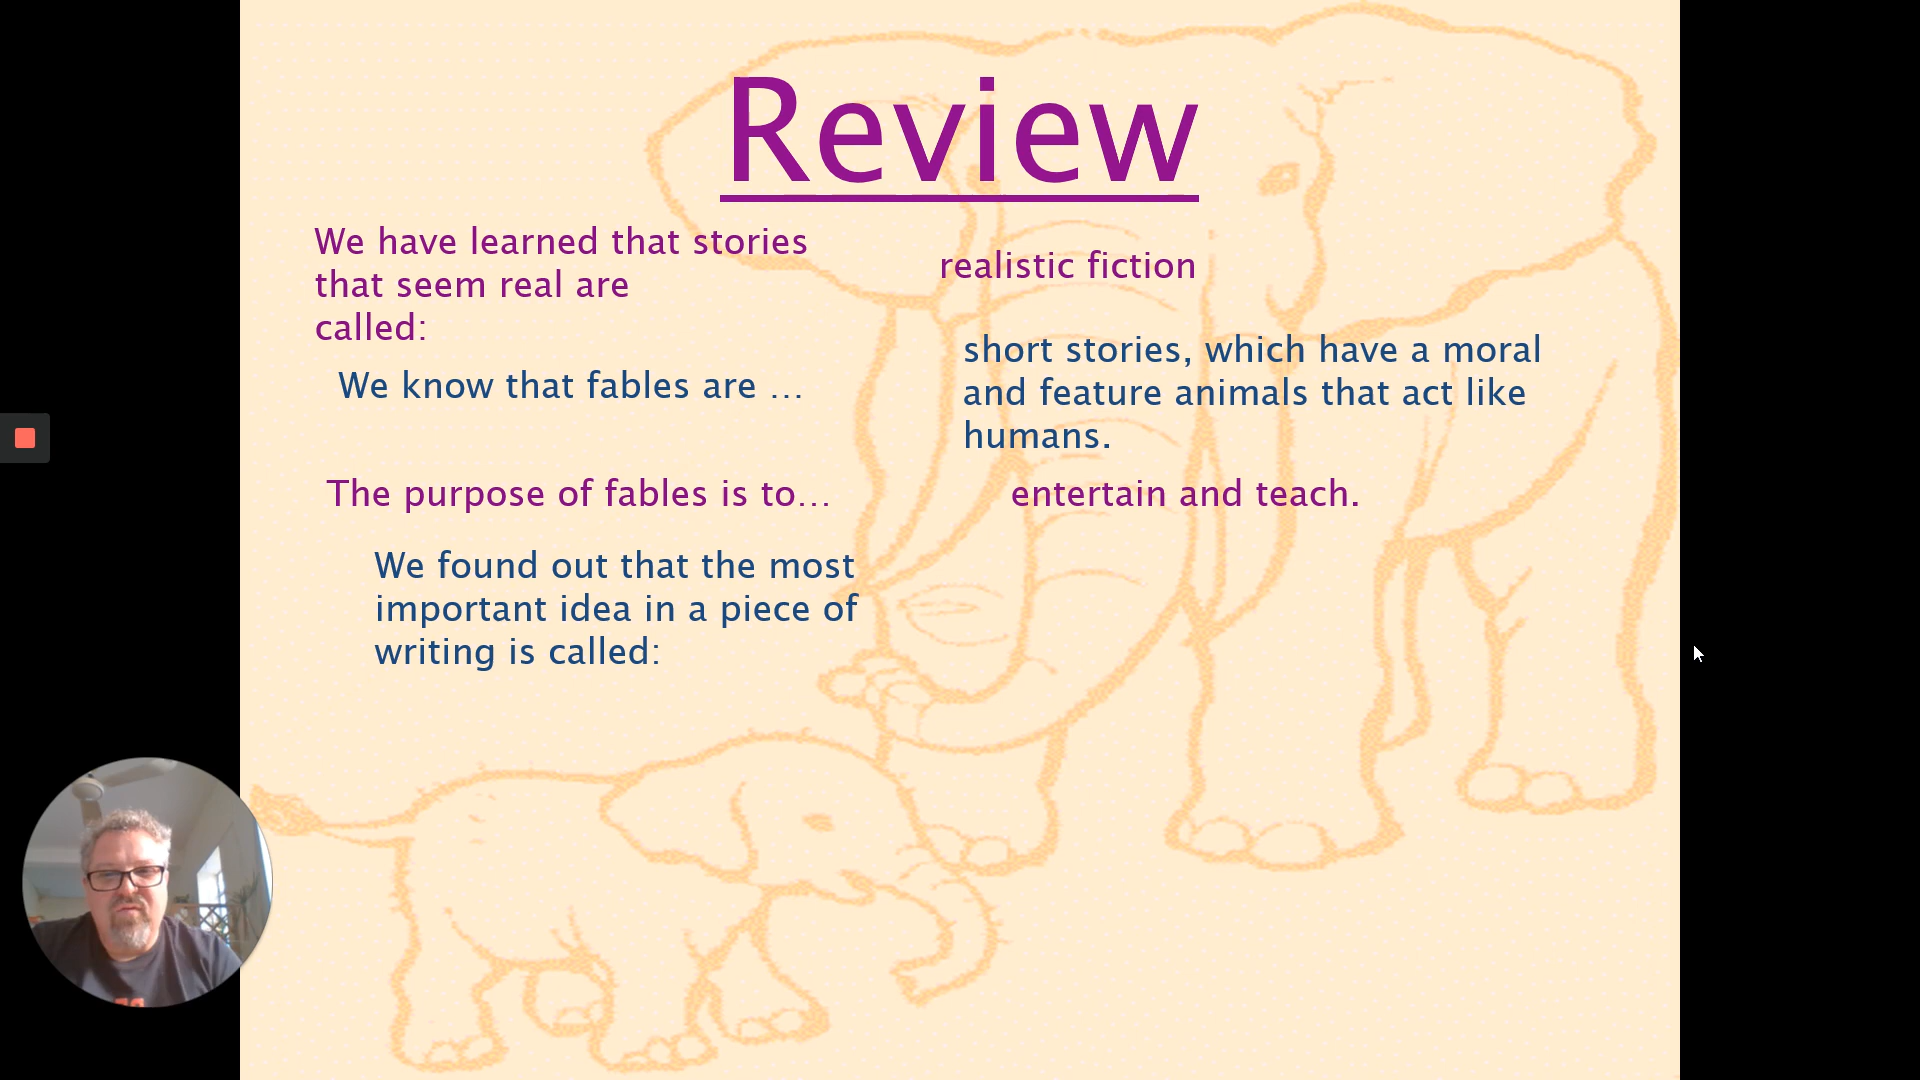 Review
We have learned that stories
that seem real are
called:
realistic fiction
We know that fables are ...
short stories, which have a moral
and feature animals that act like
humans.
The purpose of fables is to...
entertain and teach.
We found out that the most
important idea in a piece of
writing is called: